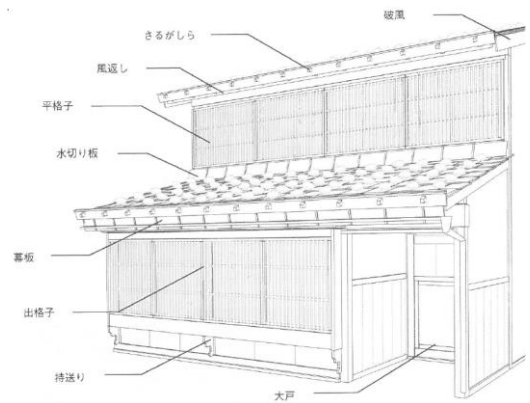 破風
さるがしら
風返し
平格子
水切り板
幕板
出格子
持送り
大戸